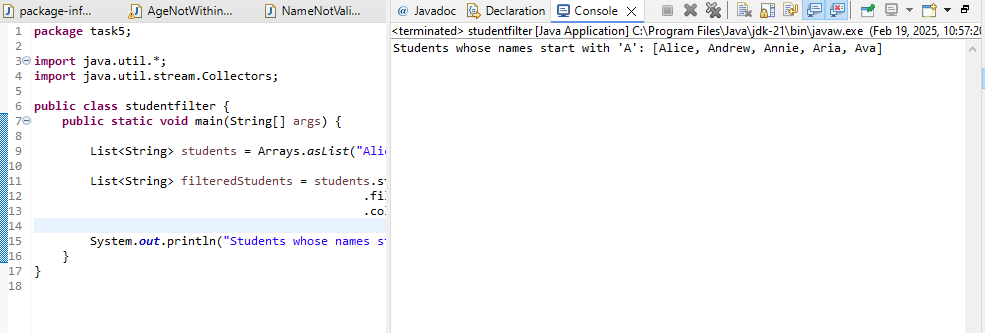 package-inf... AgeNotWithin... NameNotVali...
@ Javadoc Declaration Console
<terminated> studentfilter [Java Application] C:\Program Files\Java\jdk-21\bin\javaw.exe (Feb 19, 2025, 10:57:20
Students whose names start with 'A': [Alice, Andrew, Annie, Aria, Ava]
1 package task5;
2
3 import java.util.*;
4 import java.util.stream.Collectors;
5
6 public class studentfilter {
7 public static void main(String[] args) {
8
9 List<String> students = Arrays.asList("Alic
10
11 List<String> filteredStudents = students.st
12 .fil
13 .col
14
15 System.out.println("Students whose names st
16 }
17 }
18